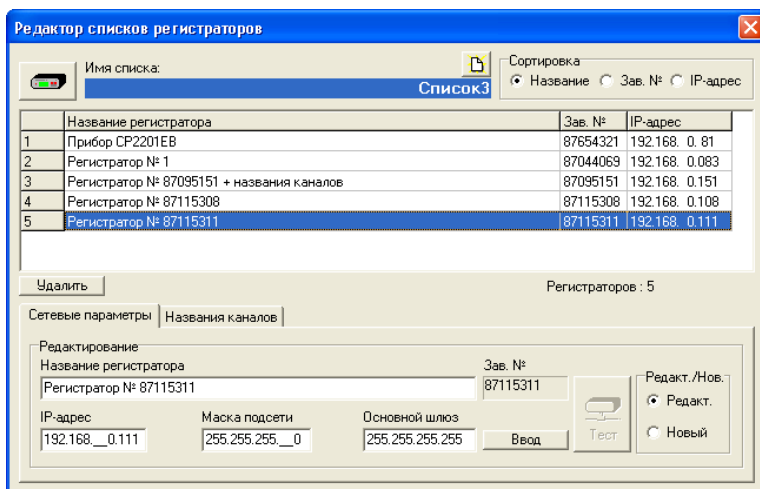 Редактор списков регистраторов
Имя списка:
Список3
Сортировка
Название Зав. № IP-адрес
Название регистратора Зав. № IP-адрес
1 Прибор СР2201ЕВ 87654321 192.168. 0. 81
2 Регистратор № 1 87044069 192.168. 0.083
3 Регистратор № 87095151 + названия каналов 87095151 192.168. 0.151
4 Регистратор № 87115308 87115308 192.168. 0.108
5 Регистратор № 87115311 87115311 192.168. 0.111
Удалить Регистраторов : 5
Сетевые параметры Названия каналов
Редактирование
Название регистратора Зав. №
Регистратор № 87115311 87115311
IP-адрес Маска подсети Основной шлюз
192.168.__0.111 255.255.255.__0 255.255.255.255 Ввод
Тест
Редакт./Нов.
Редакт.
Новый